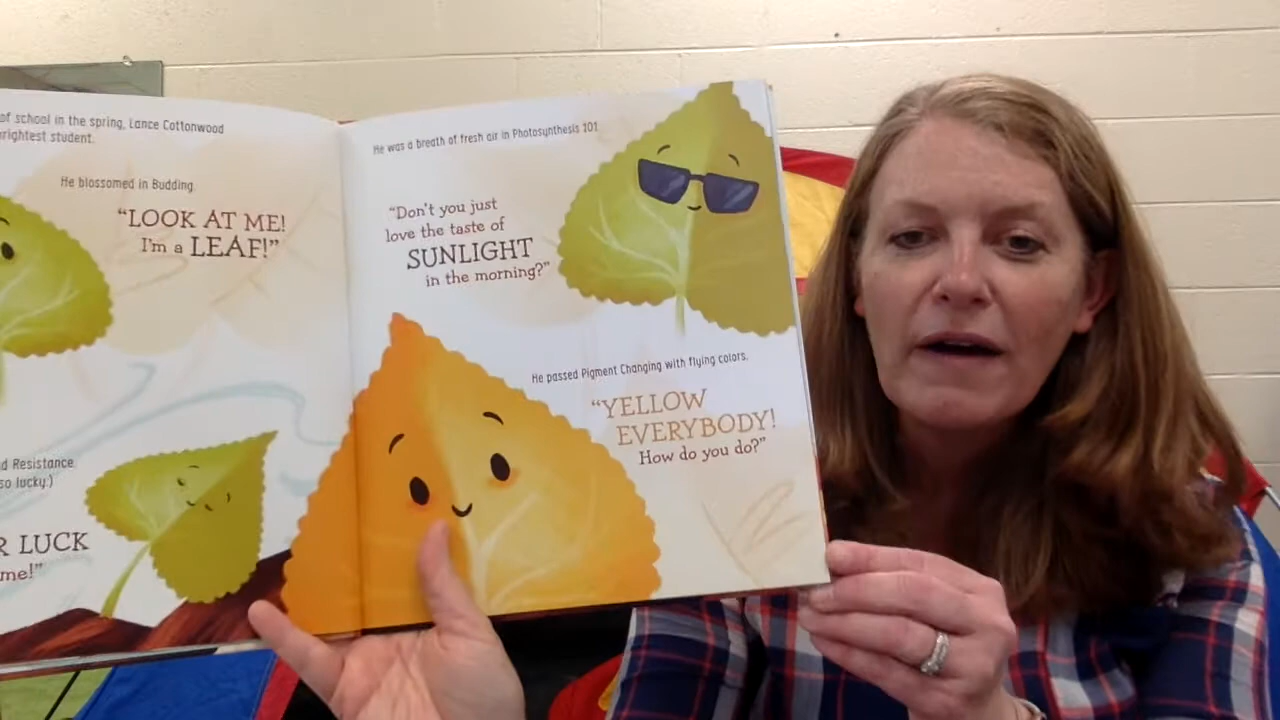 of school in the spring, Lance Cottonwood
rightest student.
He blossomed in Budding.
"LOOK AT ME!
I'm a LEAF!"
d Resistance
so lucky.)
R LUCK
me!"
He was a breath of fresh air in Photosynthesis 101.
"Don't you just
love the taste of
SUNLIGHT
in the morning?"
He passed Pigment Changing with flying colors.
"YELLOW
EVERYBODY!
How do you do?"